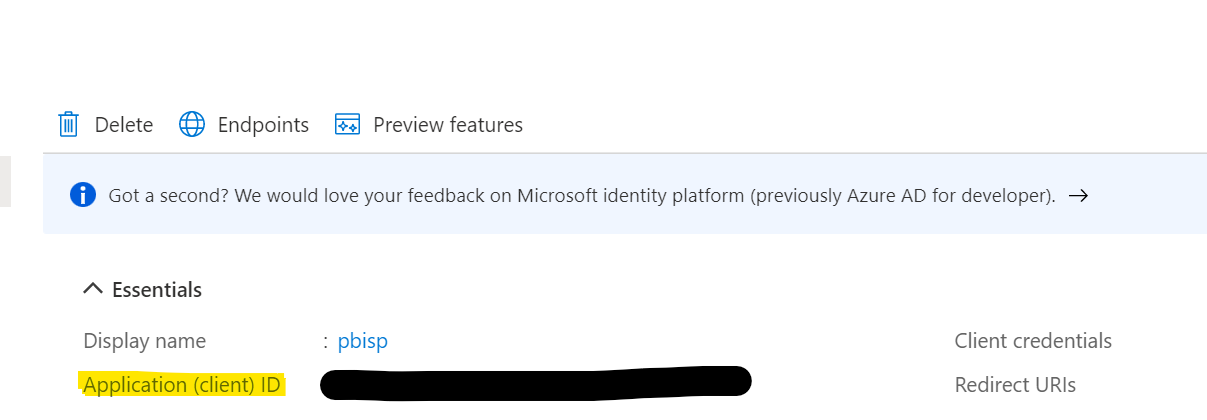 Delete Endpoints Preview features
Got a second? We would love your feedback on Microsoft identity platform (previously Azure AD for developer).
Essentials
Display name : pbisp Client credentials
Application (client) ID Redirect URIs